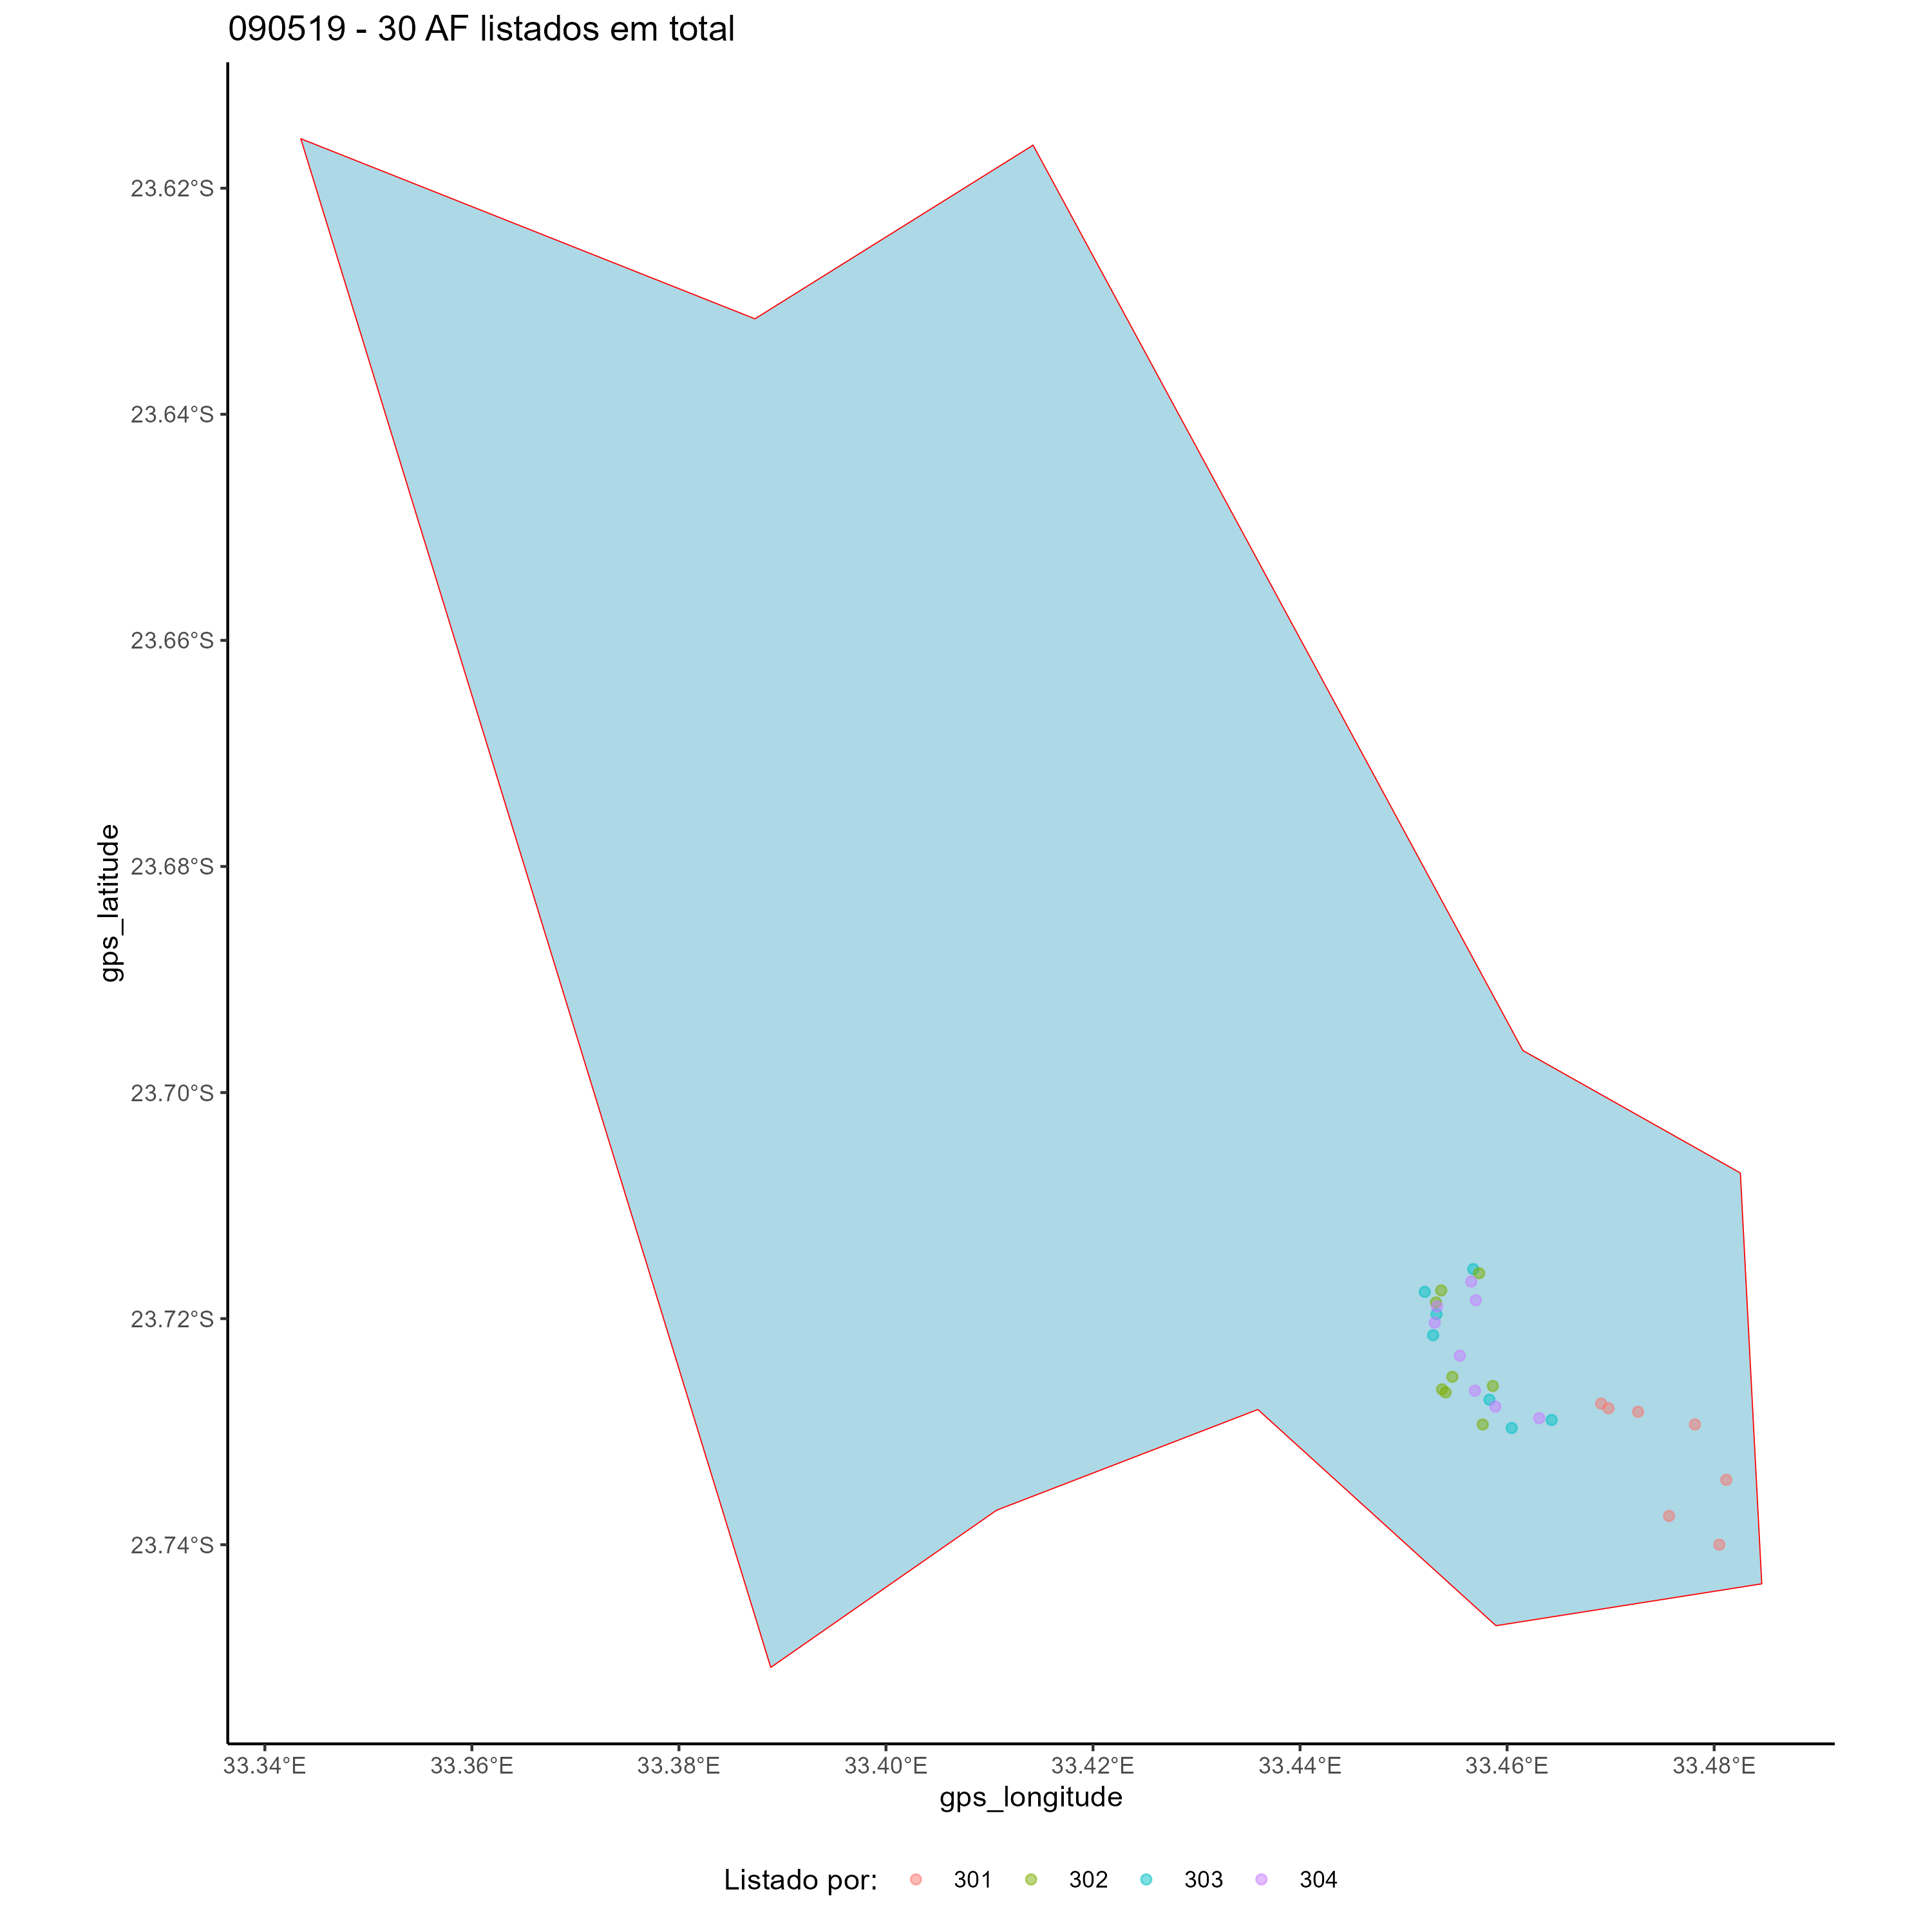 090519 - 30 AF listados em total
gps_latitude
23.62°S
23.64°S
23.66°S
23.68°S
23.70°S
23.72°S
23.74°S
33.34°E 33.36°E 33.38°E 33.40°E 33.42°E 33.44°E 33.46°E 33.48°E
gps_longitude
Listado por: 301 302 303 304